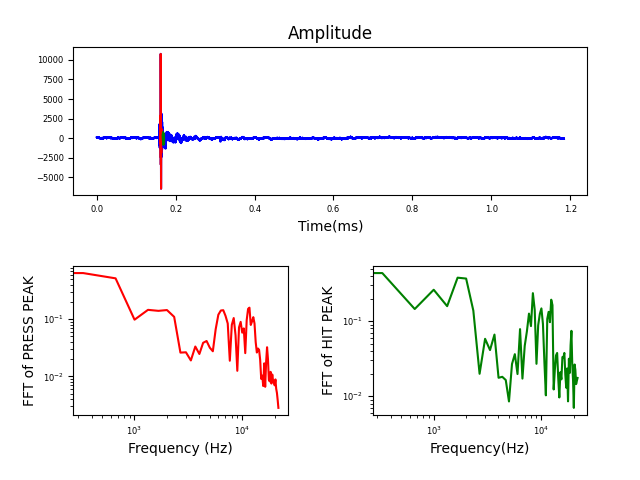 Amplitude
10000
7500
5000
2500
0
−2500
−5000
0.0 0.2 0.4 0.6 0.8 1.0 1.2
Time(ms)
FFT of PRESS PEAK
10⁻¹
10⁻²
10³ 10⁴
Frequency (Hz)
FFT of HIT PEAK
10⁻¹
10⁻²
10³ 10⁴
Frequency(Hz)